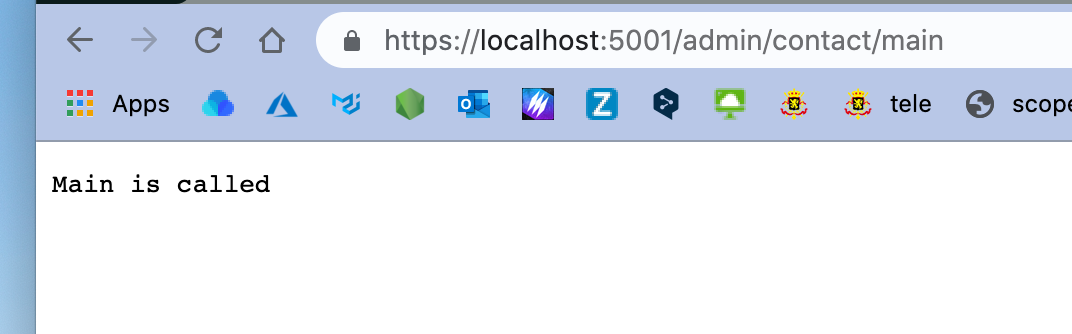 https://localhost:5001/admin/contact/main
Apps
tele
scope
Main is called